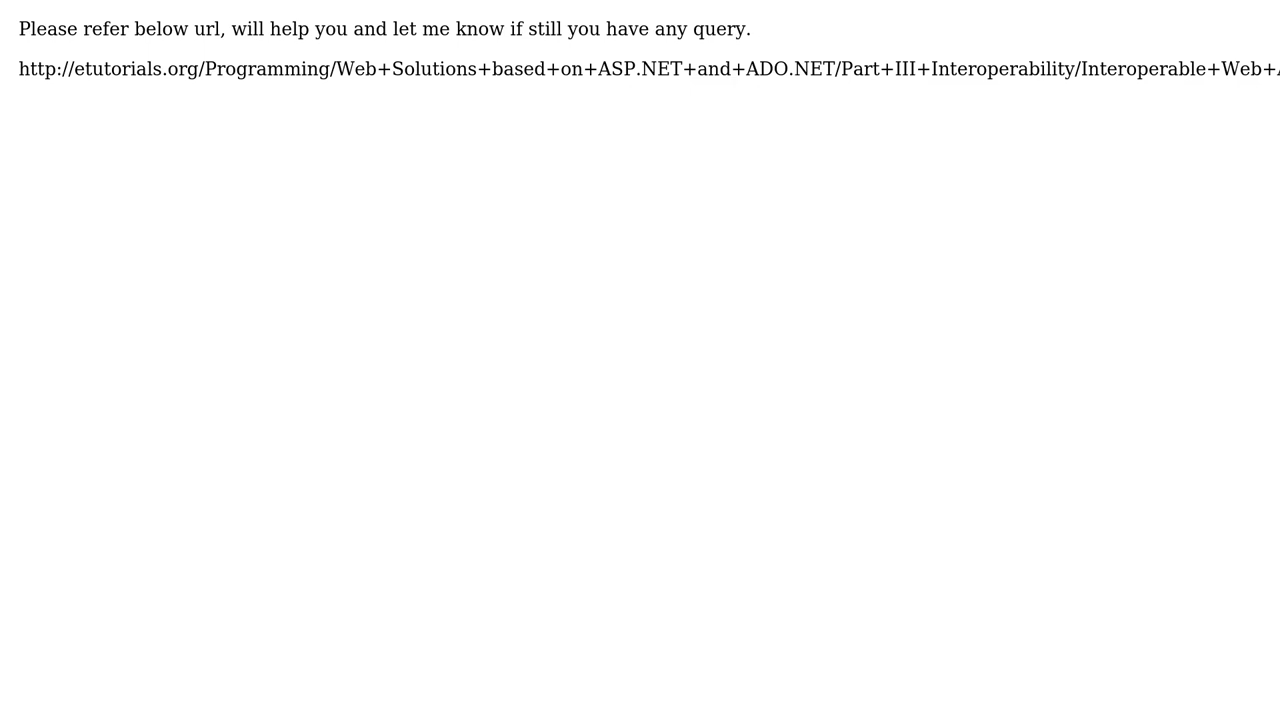 Please refer below url, will help you and let me know if still you have any query.
http://etutorials.org/Programming/Web+Solutions+based+on+ASP.NET+and+ADO.NET/Part+III+Interoperability/Interoperable+Web+